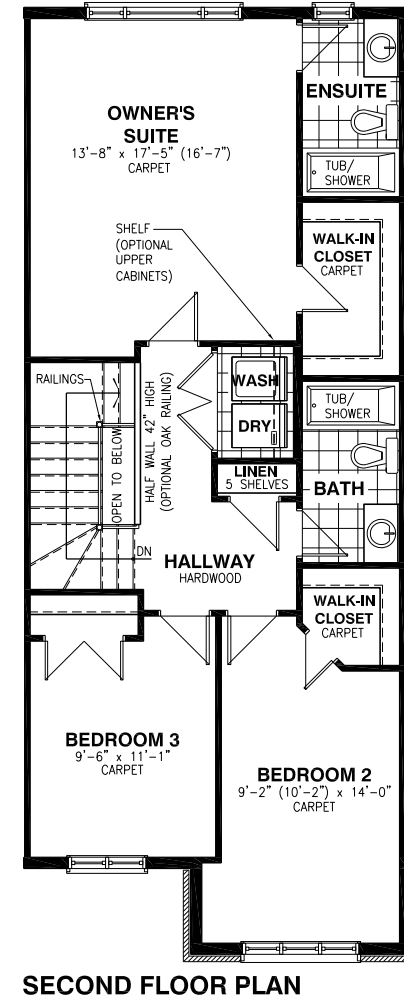 OWNER'S
SUITE
13'-8" x 17'-5" (16'-7")
CARPET
ENSUITE
TUB/
SHOWER
SHELF
(OPTIONAL
UPPER
CABINETS)
WALK-IN
CLOSET
CARPET
RAILINGS
OPEN TO BELOW
HALF WALL 42" HIGH
(OPTIONAL OAK RAILING)
WASH
DRY
TUB/
SHOWER
LINEN
5 SHELVES
BATH
DN
HALLWAY
HARDWOOD
WALK-IN
CLOSET
CARPET
BEDROOM 3
9'-6" x 11'-1"
CARPET
BEDROOM 2
9'-2" (10'-2") x 14'-0"
CARPET
SECOND FLOOR PLAN